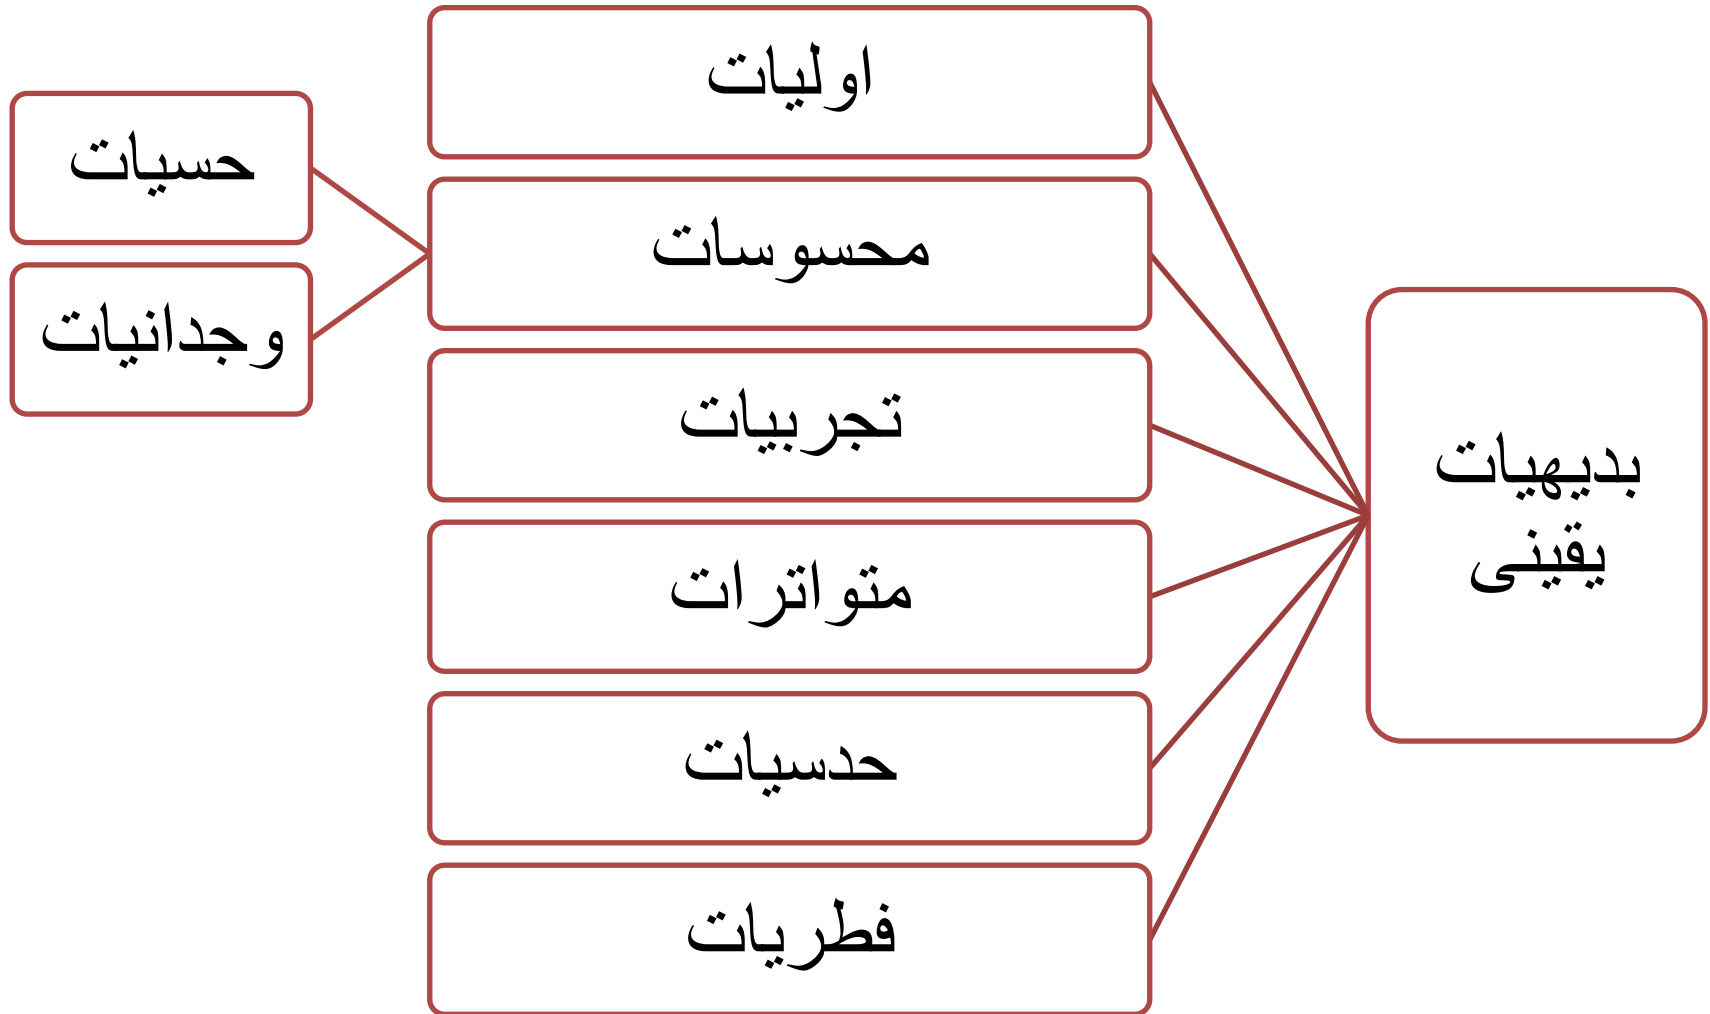 بدیهیات
یقینی
اولیات
محسوسات
حسیات
وجدانیات
تجربیات
متواترات
حدسیات
فطریات